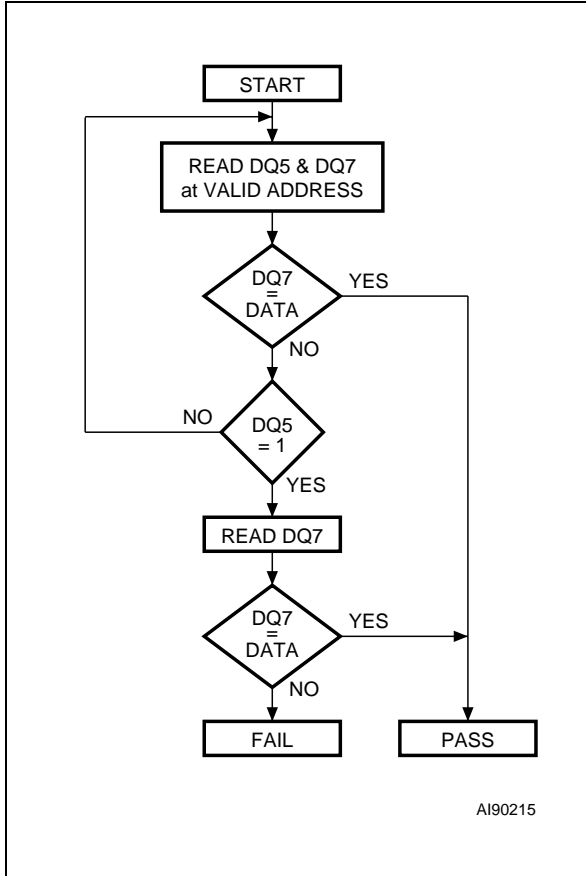 START
READ DQ5 & DQ7
at VALID ADDRESS
DQ7
=
DATA
YES
NO
NO
DQ5
= 1
YES
READ DQ7
DQ7
=
DATA
YES
NO
FAIL
PASS
AI90215